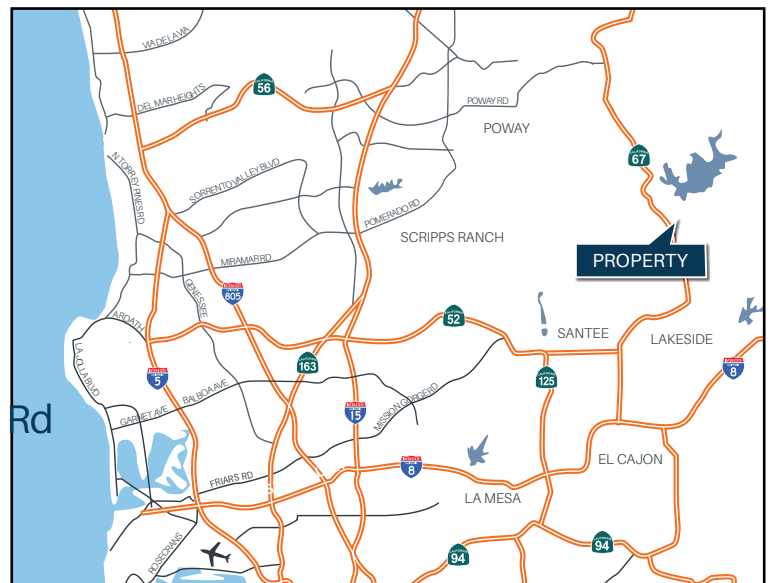 VIA DE LA VIA
DEL MAR HEIGHTS
56
POWAY RD
POWAY
67
N TORREY PINES RD
SORRENTO VALLEY BLVD
POMERADO RD
SCRIPPS RANCH
PROPERTY
MIRAMAR RD
GENESSEE
805
ARDATH
52
SANTEE
LAKESIDE
163
125
8
5
LA JOLLA BLVD
BALBOA AVE
GARNET AVE
15
MISSION GORGE RD
Rd
EL CAJON
8
FRIARS RD
LA MESA
ROSECRANS
94
94